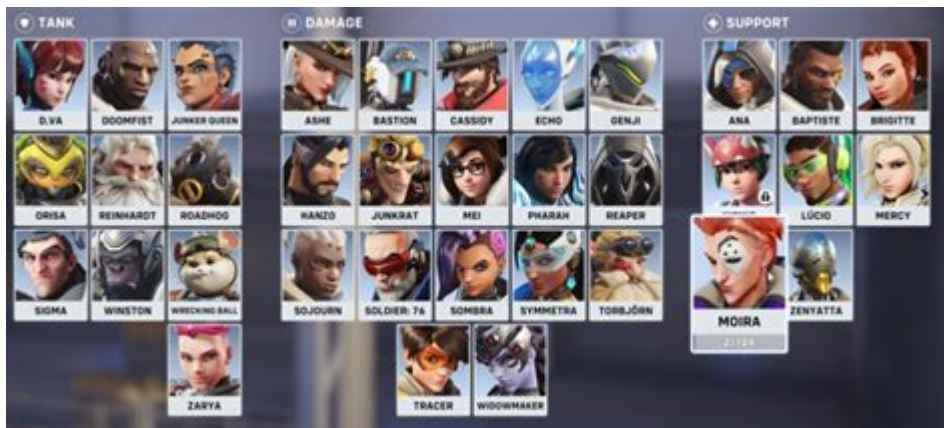 TANK
DAMAGE
SUPPORT
D.VA
DOOMFIST
JUNKER QUEEN
ASHE
BASTION
CASSIDY
ECHO
GENJI
ANA
BAPTISTE
BRIGITTE
ORISA
REINHARDT
ROADHOG
HANZO
JUNKRAT
MEI
PHARAH
REAPER
LÚCIO
MERCY
SIGMA
WINSTON
WRECKING BALL
SOJOURN
SOLDIER: 76
SOMBRA
SYMMETRA
TORBJÖRN
MOIRA
ZENYATTA
ZARYA
TRACER
WIDOWMAKER